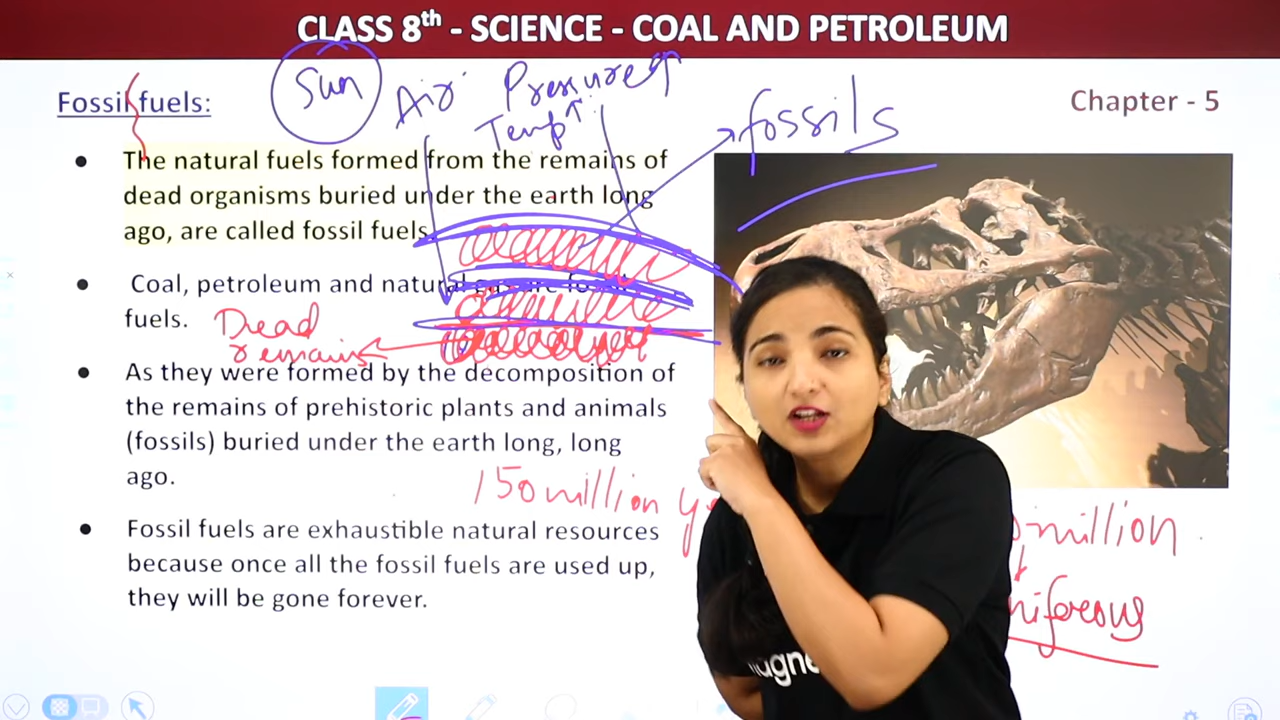 CLASS 8th - SCIENCE - COAL AND PETROLEUM
Fossil fuels:
Sun
Air
Pressure↑
Temp↑
fossils
Chapter - 5
● The natural fuels formed from the remains of
dead organisms buried under the earth long
ago, are called fossil fuels.
● Coal, petroleum and natural gas are fossil
fuels.
Dead
remains
● As they were formed by the decomposition of
the remains of prehistoric plants and animals
(fossils) buried under the earth long, long
ago.
150 million
million
niferous
● Fossil fuels are exhaustible natural resources
because once all the fossil fuels are used up,
they will be gone forever.